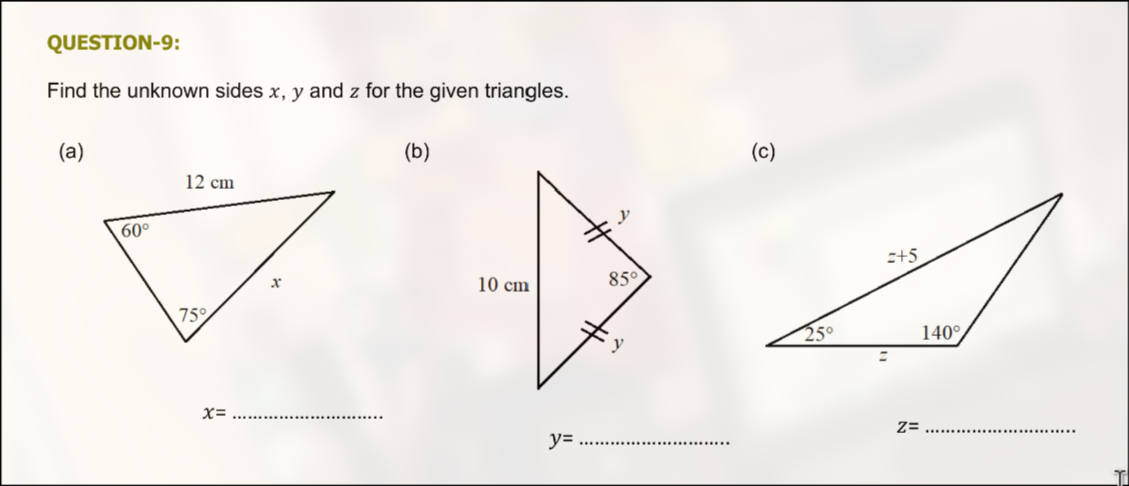 QUESTION-9:
Find the unknown sides x, y and z for the given triangles.
(a) (b) (c)
12 cm
60°
x
75°
x= .............................
y
10 cm
85°
y
y= .............................
z+5
25°
140°
z
z= .............................